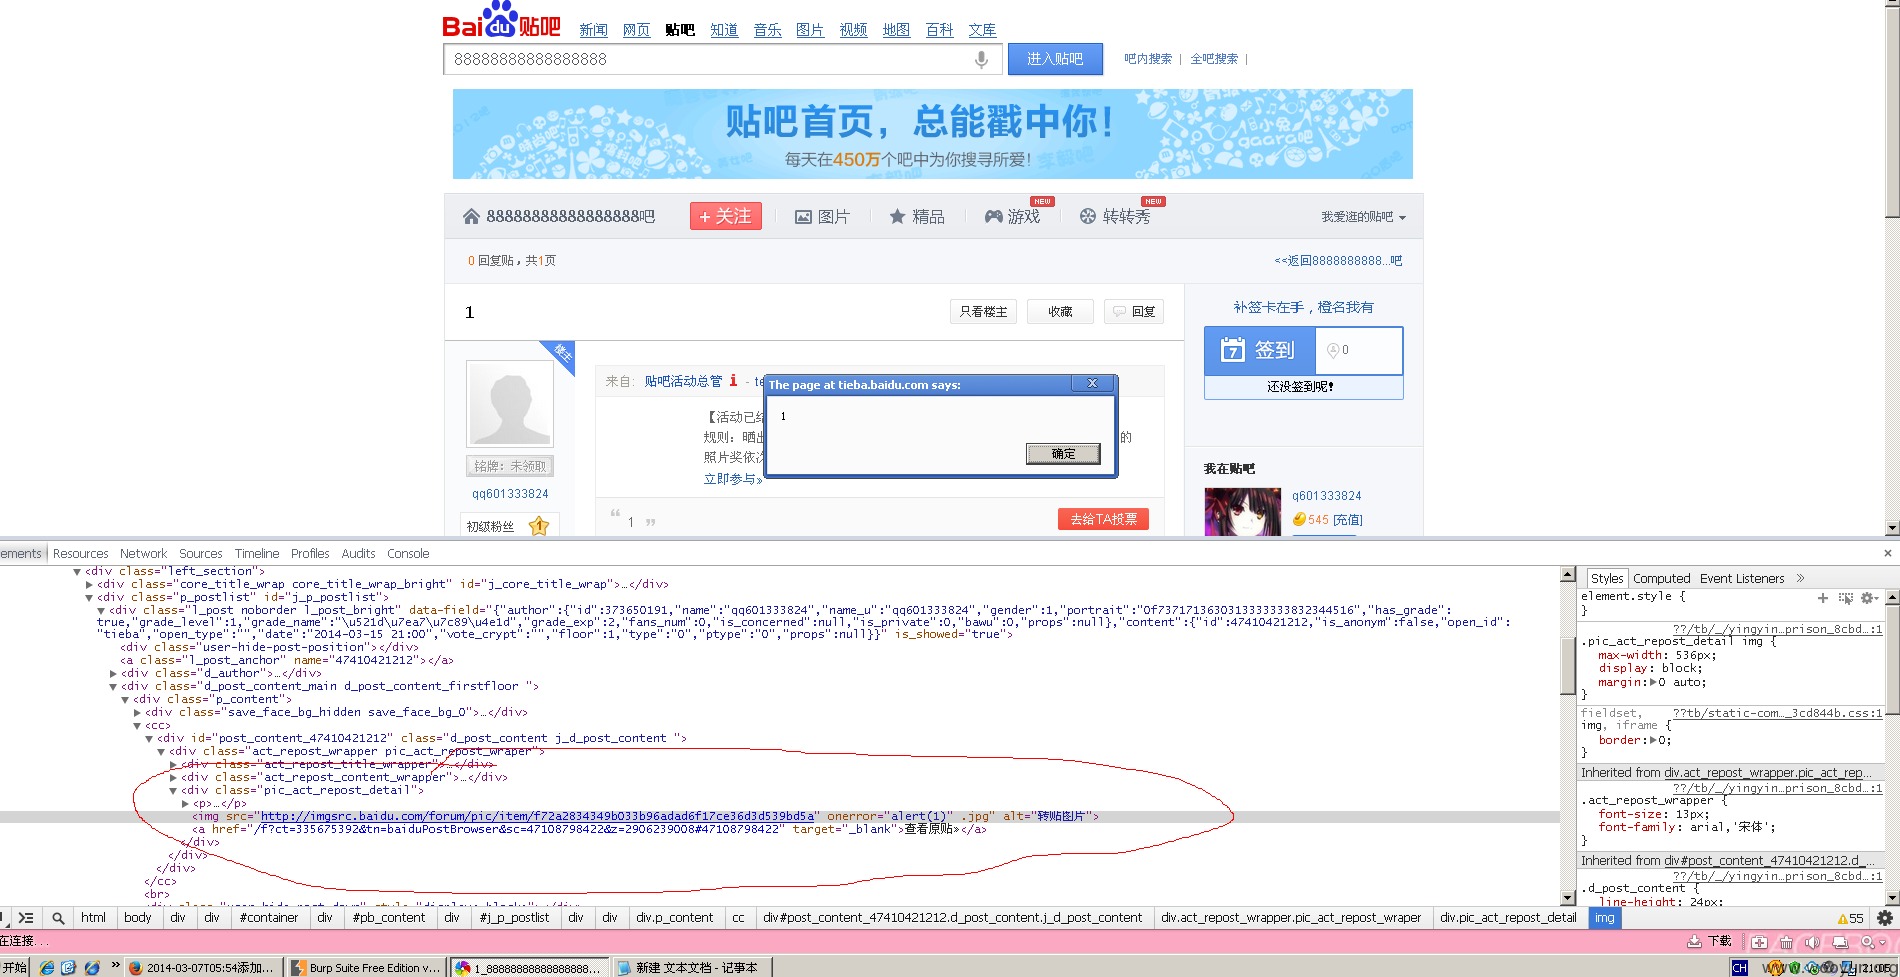 Bai du 贴吧 新闻 网页 贴吧 知道 音乐 图片 视频 地图 百科 文库
88888888888888888 进入贴吧 吧内搜索 | 全吧搜索 |
贴吧首页，总能戳中你！
每天在450万个吧中为你搜寻所爱！
88888888888888888吧 + 关注 图片 精品 游戏 NEW 转转秀 NEW 我爱逛的贴吧
0 回复贴，共1页 <<返回8888888888...吧
1 只看楼主 收藏 回复
补签卡在手，橙名我有
7 签到 0
还没签到呢！
楼主
来自: 贴吧活动总管 - te
The page at tieba.baidu.com says: X
1
确定
【活动已结
规则：晒出 的
照片奖依次
立即参与»
铭牌：未领取
qq601333824
初级粉丝 1
“ 1 ” 去给TA投票
我在贴吧
q601333824
545 [充值]
ements Resources Network Sources Timeline Profiles Audits Console ×
▼<div class="left_section">
▶<div class="core_title_wrap core_title_wrap_bright" id="j_core_title_wrap">…</div>
▼<div class="p_postlist" id="j_p_postlist">
▼<div class="l_post noborder l_post_bright" data-field="{"author":{"id":373650191,"name":"qq601333824","name_u":"qq601333824","gender":1,"portrait":"0f7371713630313333333832344516","has_grade":
true,"grade_level":1,"grade_name":"\u521d\u7ea7\u7c89\u4e1d","grade_exp":2,"fans_num":0,"is_concerned":null,"is_private":0,"bawu":0,"props":null},"content":{"id":47410421212,"is_anonym":false,"open_id":
"tieba","open_type":"","date":"2014-03-15 21:00","vote_crypt":"","floor":1,"type":"0","ptype":"0","props":null}}" is_showed="true">
<div class="user-hide-post-position"></div>
<a class="l_post_anchor" name="47410421212"></a>
▶<div class="d_author">…</div>
▼<div class="d_post_content_main d_post_content_firstfloor ">
▼<div class="p_content">
▶<div class="save_face_bg_hidden save_face_bg_0">…</div>
▼<cc>
▼<div id="post_content_47410421212" class="d_post_content j_d_post_content ">
▼<div class="act_repost_wrapper pic_act_repost_wraper">
▶<div class="act_repost_title_wrapper">…</div>
▶<div class="act_repost_content_wrapper">…</div>
▼<div class="pic_act_repost_detail">
▶<p>…</p>
<img src="http://imgsrc.baidu.com/forum/pic/item/f72a2834349b033b96adad6f17ce36d3d539bd5a" onerror="alert(1)" .jpg" alt="转贴图片">
<a href="/f?ct=335675392&tn=baiduPostBrowser&sc=47108798422&z=2906239008#47108798422" target="_blank">查看原贴»</a>
</div>
</div>
</div>
</cc>
<br>
Styles Computed Event Listeners »
element.style {
}
??/tb/_/yingyin…prison_8cbd…:1
.pic_act_repost_detail img {
max-width: 536px;
display: block;
margin:▶0 auto;
}
fieldset, ??tb/static-com…_3cd844b.css:1
img, iframe {
border:▶0;
}
Inherited from div.act_repost_wrapper.pic_act_rep…
??/tb/_/yingyin…prison_8cbd…:1
.act_repost_wrapper {
font-size: 13px;
font-family: arial,'宋体';
}
Inherited from div#post_content_47410421212.d_…
??/tb/_/yingyin…prison_8cbd…:1
.d_post_content {
line-height: 24px;
html body div div #container div #pb_content div #j_p_postlist div div div.p_content cc div#post_content_47410421212.d_post_content.j_d_post_content div.act_repost_wrapper.pic_act_repost_wraper div.pic_act_repost_detail img 55
在连接... 下载
开始 » 2014-03-07T05:54添加... Burp Suite Free Edition v... 1_8888888888888888... 新建 文本文档 - 记事本 CH 21:05
www.wooyun.org